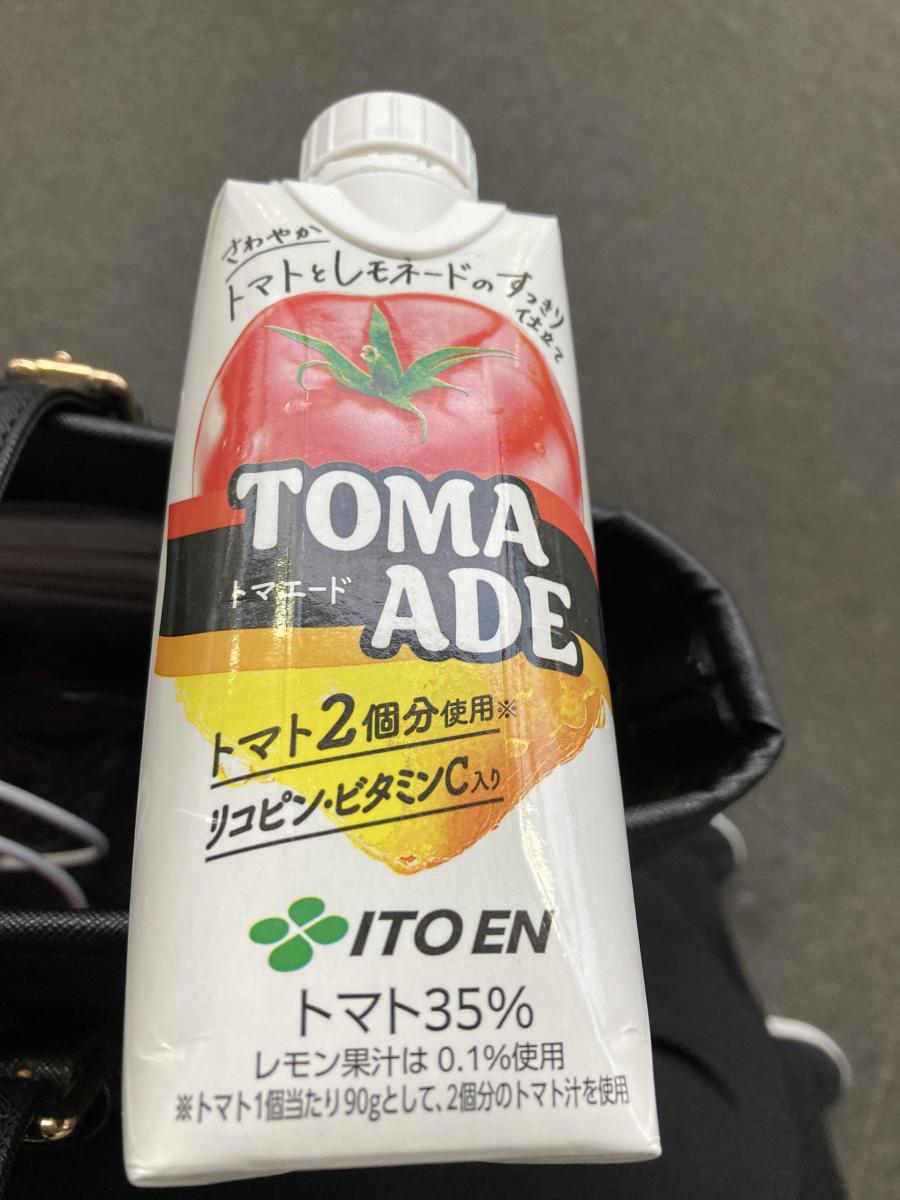 さわやか
トマトとレモネードのすっきり
仕立て
TOMA
トマエード
ADE
トマト2個分使用※
リコピン・ビタミンC入り
ITO EN
トマト35%
レモン果汁は 0.1%使用
※トマト1個当たり90gとして、2個分のトマト汁を使用